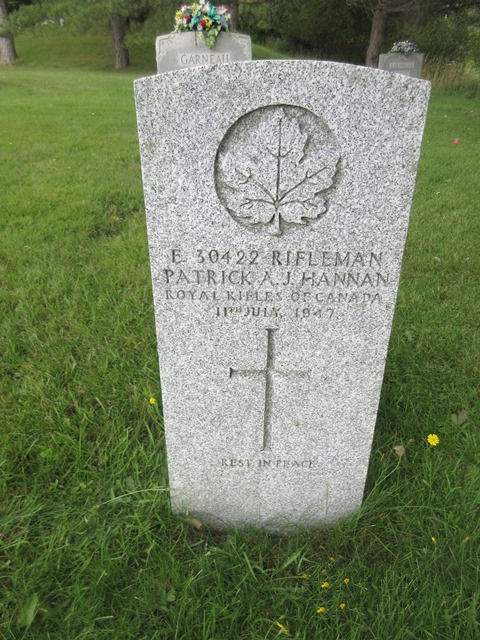 GARNEAU
E. 30422 RIFLEMAN
PATRICK A.J. HANNAN
ROYAL RIFLES OF CANADA
11TH JULY, 1947
REST IN PEACE